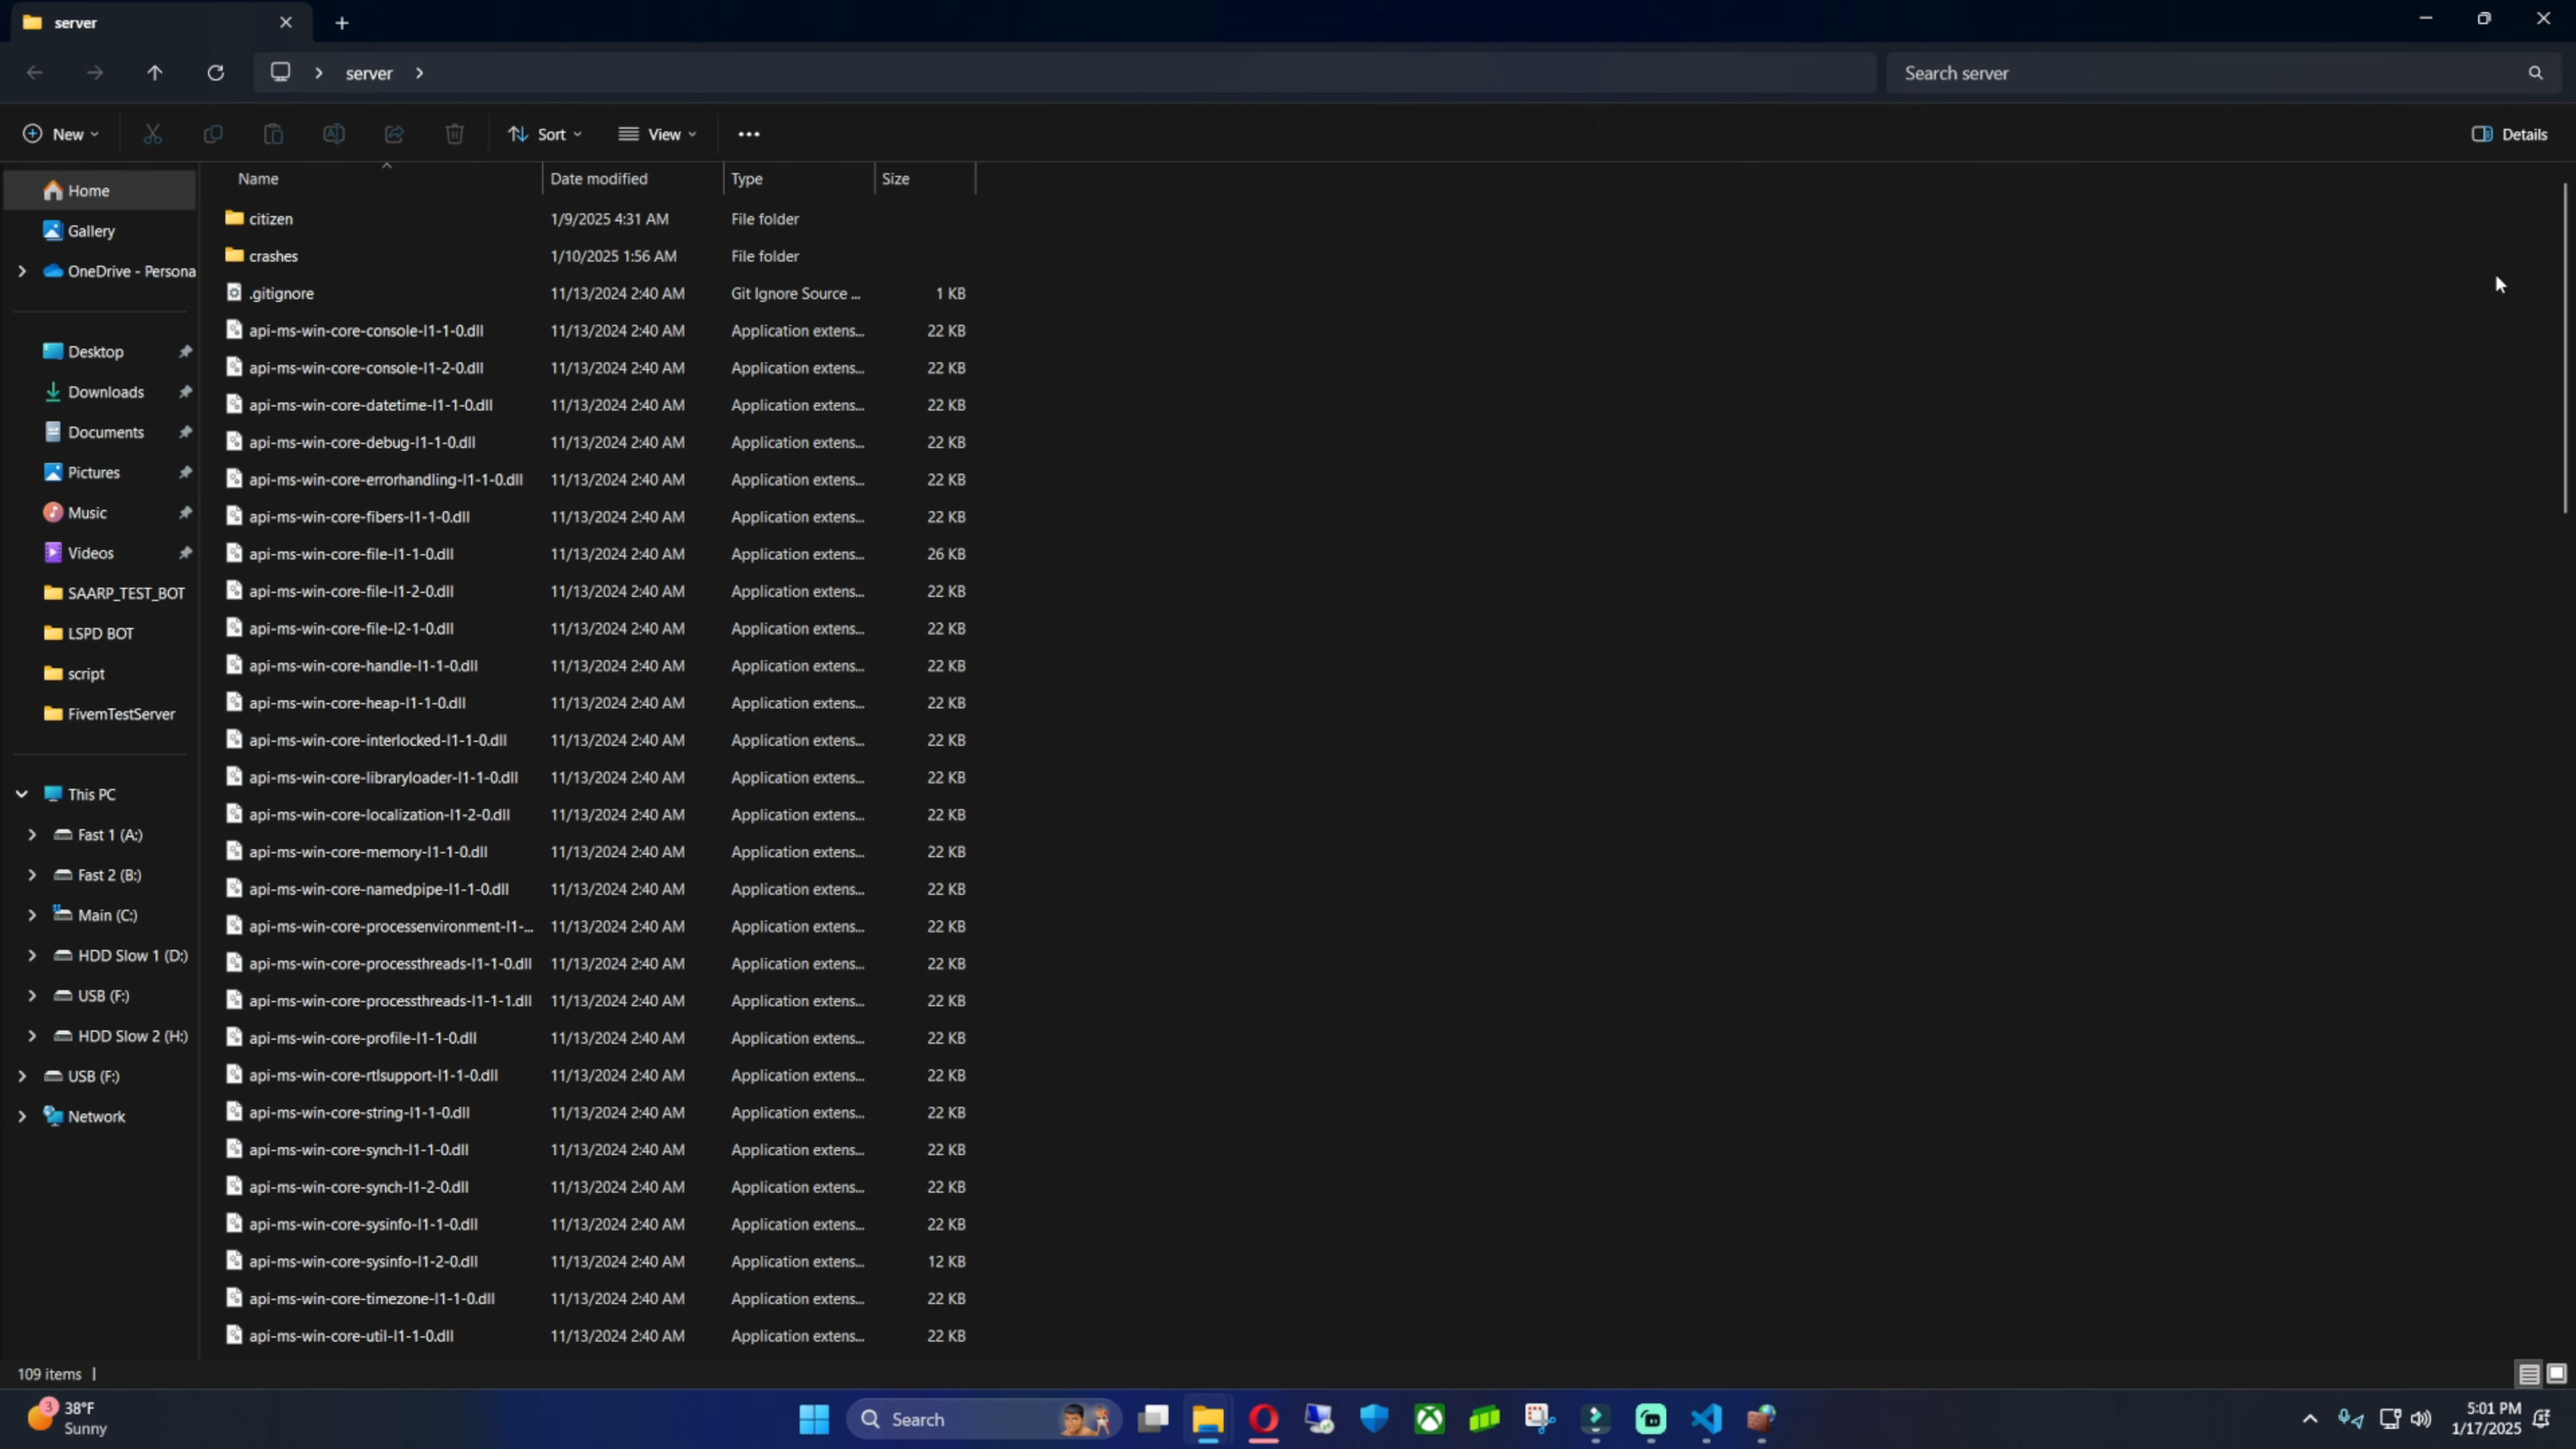 server
server
Search server
New
Sort
View
Details
Name Date modified Type Size
Home
Gallery
OneDrive - Persona
Desktop
Downloads
Documents
Pictures
Music
Videos
SAARP_TEST_BOT
LSPD BOT
script
FivemTestServer
This PC
Fast 1 (A:)
Fast 2 (B:)
Main (C:)
HDD Slow 1 (D:)
USB (F:)
HDD Slow 2 (H:)
USB (F:)
Network
citizen 1/9/2025 4:31 AM File folder
crashes 1/10/2025 1:56 AM File folder
.gitignore 11/13/2024 2:40 AM Git Ignore Source ... 1 KB
api-ms-win-core-console-l1-1-0.dll 11/13/2024 2:40 AM Application extens... 22 KB
api-ms-win-core-console-l1-2-0.dll 11/13/2024 2:40 AM Application extens... 22 KB
api-ms-win-core-datetime-l1-1-0.dll 11/13/2024 2:40 AM Application extens... 22 KB
api-ms-win-core-debug-l1-1-0.dll 11/13/2024 2:40 AM Application extens... 22 KB
api-ms-win-core-errorhandling-l1-1-0.dll 11/13/2024 2:40 AM Application extens... 22 KB
api-ms-win-core-fibers-l1-1-0.dll 11/13/2024 2:40 AM Application extens... 22 KB
api-ms-win-core-file-l1-1-0.dll 11/13/2024 2:40 AM Application extens... 26 KB
api-ms-win-core-file-l1-2-0.dll 11/13/2024 2:40 AM Application extens... 22 KB
api-ms-win-core-file-l2-1-0.dll 11/13/2024 2:40 AM Application extens... 22 KB
api-ms-win-core-handle-l1-1-0.dll 11/13/2024 2:40 AM Application extens... 22 KB
api-ms-win-core-heap-l1-1-0.dll 11/13/2024 2:40 AM Application extens... 22 KB
api-ms-win-core-interlocked-l1-1-0.dll 11/13/2024 2:40 AM Application extens... 22 KB
api-ms-win-core-libraryloader-l1-1-0.dll 11/13/2024 2:40 AM Application extens... 22 KB
api-ms-win-core-localization-l1-2-0.dll 11/13/2024 2:40 AM Application extens... 22 KB
api-ms-win-core-memory-l1-1-0.dll 11/13/2024 2:40 AM Application extens... 22 KB
api-ms-win-core-namedpipe-l1-1-0.dll 11/13/2024 2:40 AM Application extens... 22 KB
api-ms-win-core-processenvironment-l1-... 11/13/2024 2:40 AM Application extens... 22 KB
api-ms-win-core-processthreads-l1-1-0.dll 11/13/2024 2:40 AM Application extens... 22 KB
api-ms-win-core-processthreads-l1-1-1.dll 11/13/2024 2:40 AM Application extens... 22 KB
api-ms-win-core-profile-l1-1-0.dll 11/13/2024 2:40 AM Application extens... 22 KB
api-ms-win-core-rtlsupport-l1-1-0.dll 11/13/2024 2:40 AM Application extens... 22 KB
api-ms-win-core-string-l1-1-0.dll 11/13/2024 2:40 AM Application extens... 22 KB
api-ms-win-core-synch-l1-1-0.dll 11/13/2024 2:40 AM Application extens... 22 KB
api-ms-win-core-synch-l1-2-0.dll 11/13/2024 2:40 AM Application extens... 22 KB
api-ms-win-core-sysinfo-l1-1-0.dll 11/13/2024 2:40 AM Application extens... 22 KB
api-ms-win-core-sysinfo-l1-2-0.dll 11/13/2024 2:40 AM Application extens... 12 KB
api-ms-win-core-timezone-l1-1-0.dll 11/13/2024 2:40 AM Application extens... 22 KB
api-ms-win-core-util-l1-1-0.dll 11/13/2024 2:40 AM Application extens... 22 KB
109 items
3
38°F
Sunny
Search
5:01 PM
1/17/2025